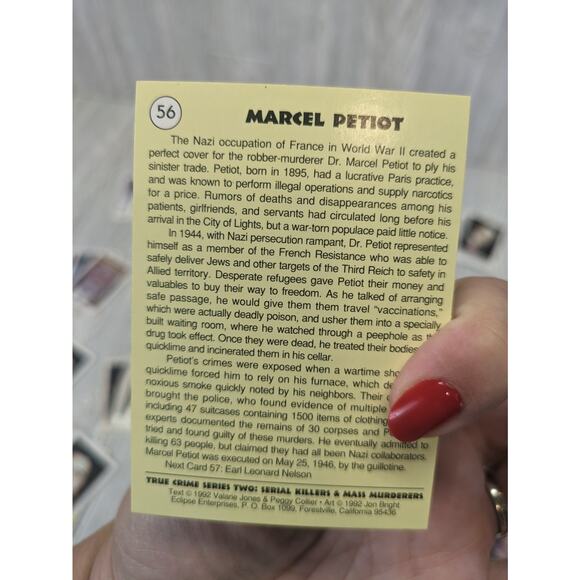 56
MARCEL PETIOT
The Nazi occupation of France in World War II created a
perfect cover for the robber-murderer Dr. Marcel Petiot to ply his
sinister trade. Petiot, born in 1895, had a lucrative Paris practice,
and was known to perform illegal operations and supply narcotics
for a price. Rumors of deaths and disappearances among his
patients, girlfriends, and servants had circulated long before his
arrival in the City of Lights, but a war-torn populace paid little notice.
In 1944, with Nazi persecution rampant, Dr. Petiot represented
himself as a member of the French Resistance who was able to
safely deliver Jews and other targets of the Third Reich to safety in
Allied territory. Desperate refugees gave Petiot their money and
valuables to buy their way to freedom. As he talked of arranging
safe passage, he would give them them travel "vaccinations,"
which were actually deadly poison, and usher them into a specially
built waiting room, where he watched through a peephole as the
drug took effect. Once they were dead, he treated their bodies
quicklime and incinerated them in his cellar.
Petiot's crimes were exposed when a wartime
quicklime forced him to rely on his furnace, which
noxious smoke quickly noted by his neighbors. Their
brought the police, who found evidence of multiple
including 47 suitcases containing 1500 items of clothing
experts documented the remains of 30 corpses and
tried and found guilty of these murders. He eventually admitted to
killing 63 people, but claimed they had all been Nazi collaborators.
Marcel Petiot was executed on May 25, 1946, by the guillotine.
Next Card 57: Earl Leonard Nelson
TRUE CRIME SERIES TWO: SERIAL KILLERS & MASS MURDERERS
Text © 1992 Valarie Jones & Peggy Collier • Art © 1992 Jon Bright
Eclipse Enterprises, P. O. Box 1099, Forestville, California 95436